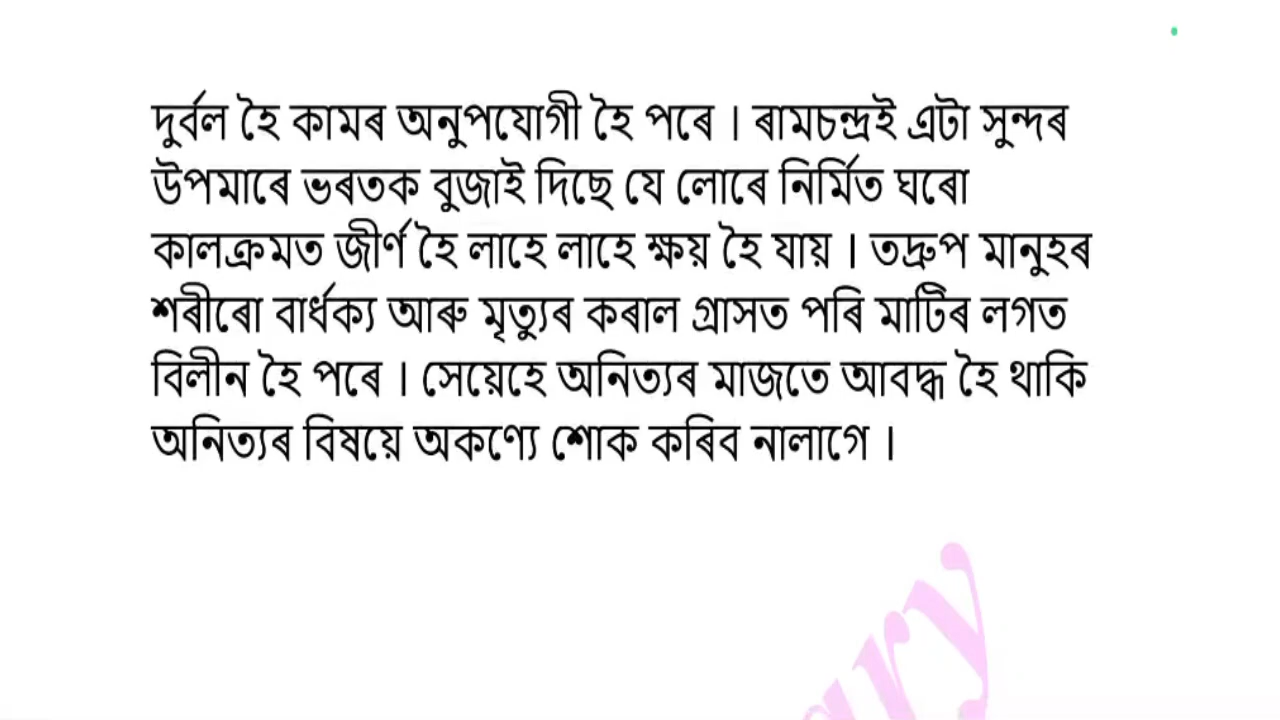 দুৰ্বল হৈ কামৰ অনুপযোগী হৈ পৰে । ৰামচন্দ্ৰই এটা সুন্দৰ
উপমাৰে ভৰতক বুজাই দিছে যে লোৰে নিৰ্মিত ঘৰো
কালক্ৰমত জীৰ্ণ হৈ লাহে লাহে ক্ষয় হৈ যায় । তদ্ৰুপ মানুহৰ
শৰীৰো বাৰ্ধক্য আৰু মৃত্যুৰ কৰাল গ্ৰাসত পৰি মাটিৰ লগত
বিলীন হৈ পৰে । সেয়েহে অনিত্যৰ মাজতে আবদ্ধ হৈ থাকি
অনিত্যৰ বিষয়ে অকণ্যে শোক কৰিব নালাগে ।